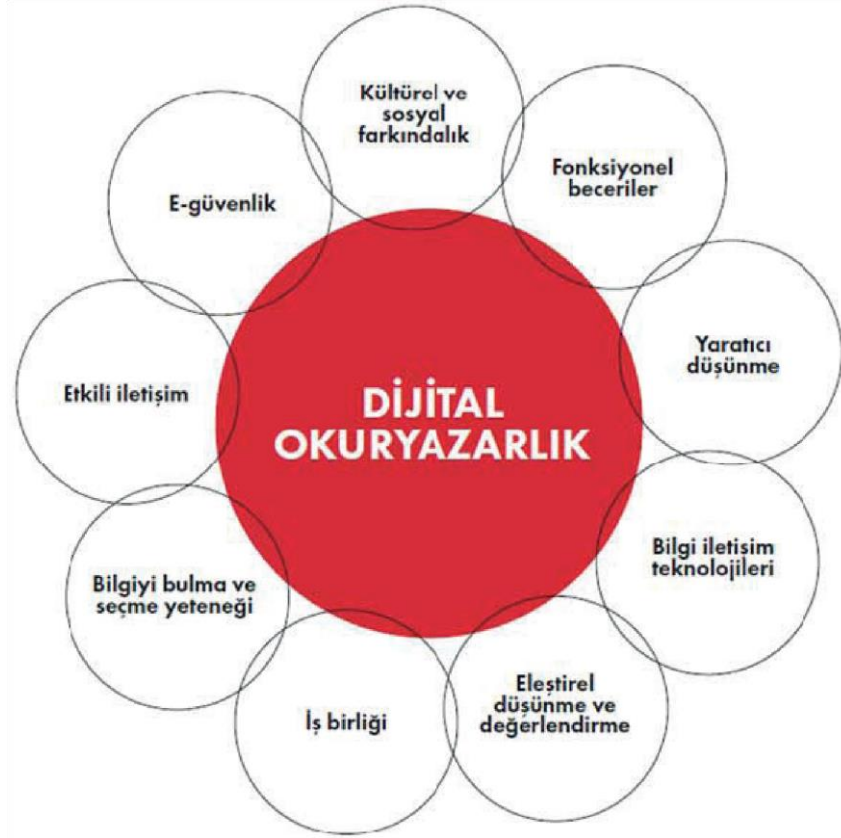 Kültürel ve
sosyal
farkındalık
Fonksiyonel
beceriler
Yaratıcı
düşünme
Bilgi iletisim
teknolojileri
Eleştirel
düşünme ve
değerlendirme
İş birliği
Bilgiyi bulma ve
seçme yeteneği
Etkili iletişim
E-güvenlik
DİJİTAL
OKURYAZARLIK